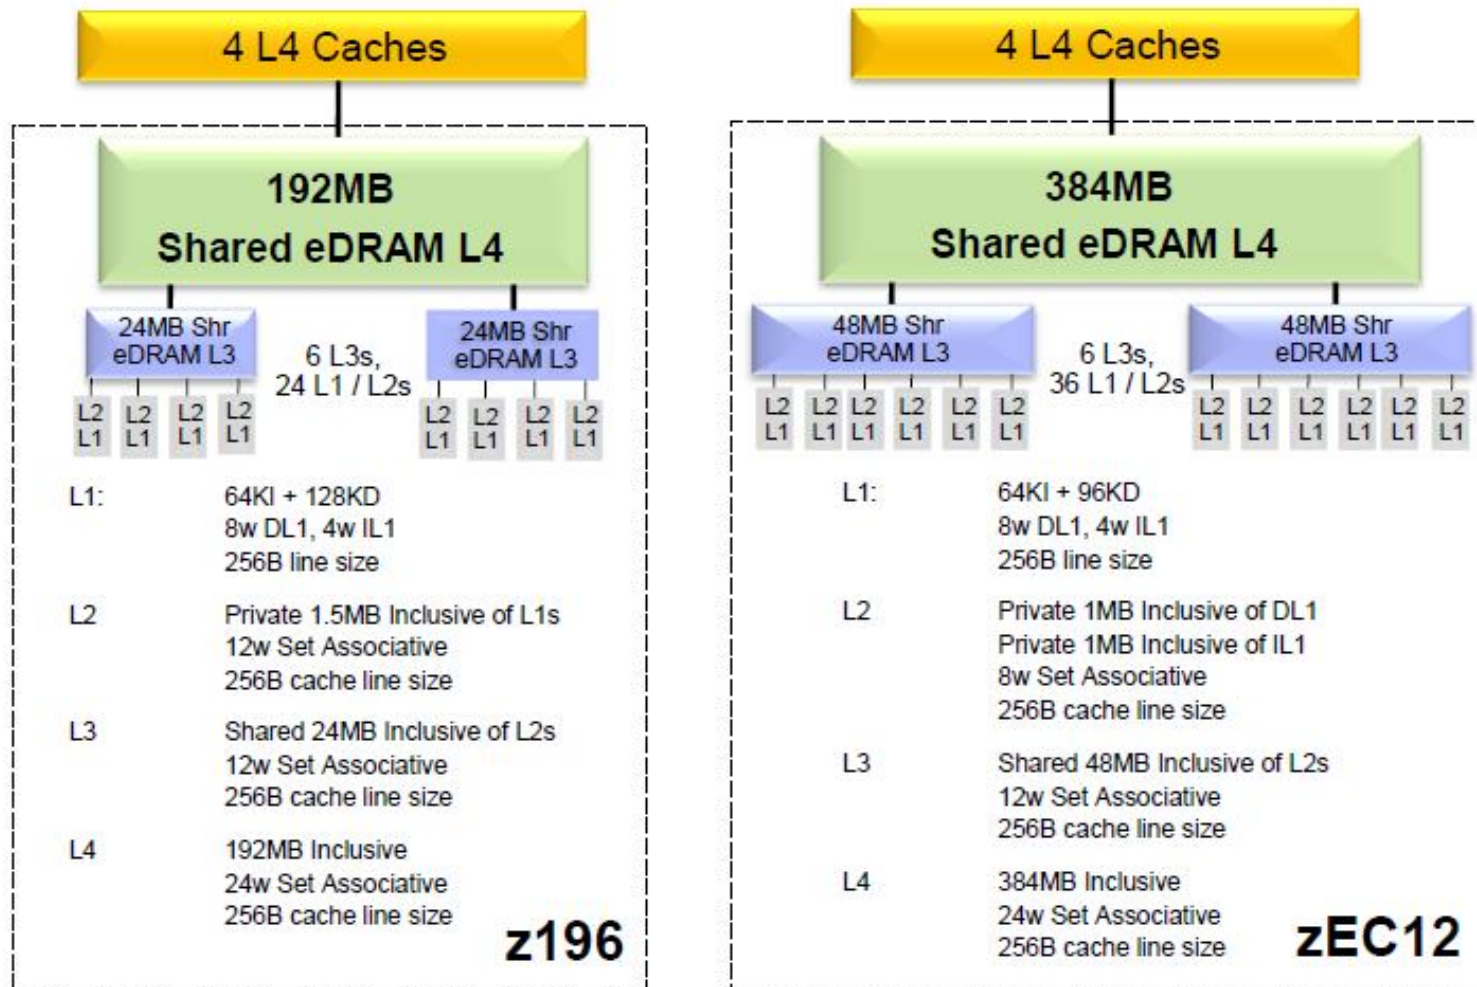 4 L4 Caches
192MB
Shared eDRAM L4
24MB Shr
eDRAM L3
6 L3s,
24 L1 / L2s
24MB Shr
eDRAM L3
L2 L2 L2 L2
L1 L1 L1 L1
L2 L2 L2 L2
L1 L1 L1 L1
L1: 64KI + 128KD
8w DL1, 4w IL1
256B line size
L2 Private 1.5MB Inclusive of L1s
12w Set Associative
256B cache line size
L3 Shared 24MB Inclusive of L2s
12w Set Associative
256B cache line size
L4 192MB Inclusive
24w Set Associative
256B cache line size
z196
4 L4 Caches
384MB
Shared eDRAM L4
48MB Shr
eDRAM L3
6 L3s,
36 L1 / L2s
48MB Shr
eDRAM L3
L2 L2 L2 L2 L2 L2
L1 L1 L1 L1 L1 L1
L2 L2 L2 L2 L2 L2
L1 L1 L1 L1 L1 L1
L1: 64KI + 96KD
8w DL1, 4w IL1
256B line size
L2 Private 1MB Inclusive of DL1
Private 1MB Inclusive of IL1
8w Set Associative
256B cache line size
L3 Shared 48MB Inclusive of L2s
12w Set Associative
256B cache line size
L4 384MB Inclusive
24w Set Associative
256B cache line size
zEC12